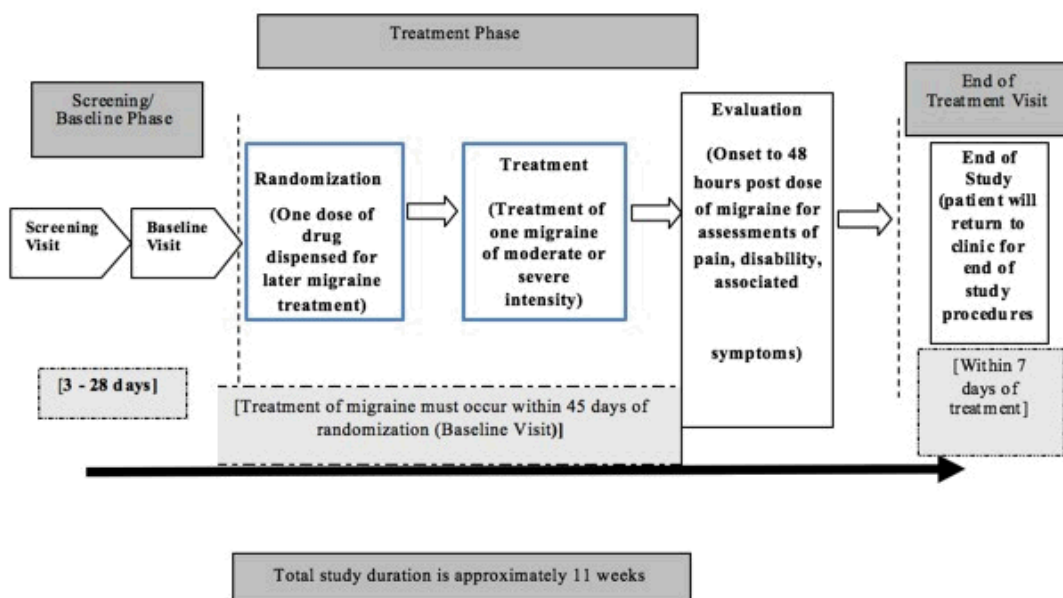 Treatment Phase
Screening/
Baseline Phase
End of
Treatment Visit
Screening
Visit
Baseline
Visit
Randomization
(One dose of
drug
dispensed for
later migraine
treatment)
Treatment
(Treatment of
one migraine
of moderate or
severe
intensity)
Evaluation
(Onset to 48
hours post dose
of migraine for
assessments of
pain, disability,
associated
symptoms)
End of
Study
(patient will
return to
clinic for
end of
study
procedures
[3 - 28 days]
[Treatment of migraine must occur within 45 days of
randomization (Baseline Visit)]
[Within 7
days of
treatment]
Total study duration is approximately 11 weeks